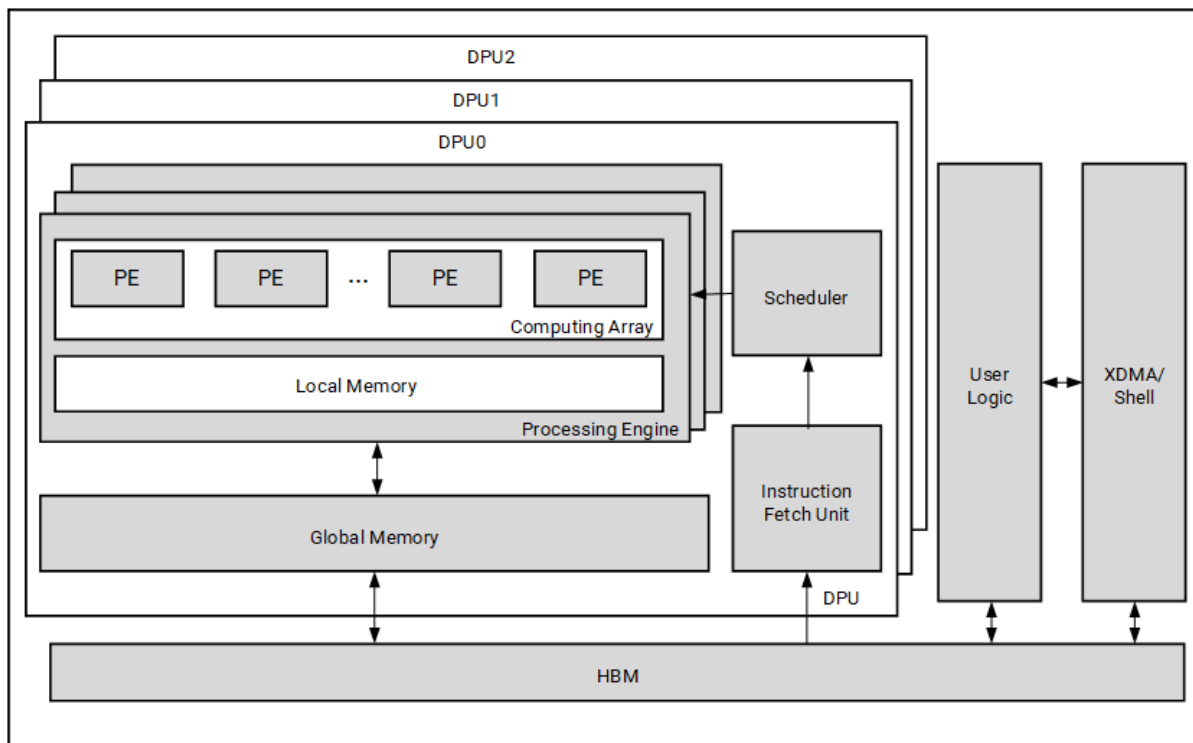 DPU2
DPU1
DPU0
PE PE ... PE PE
Computing Array
Local Memory
Processing Engine
Global Memory
Scheduler
Instruction
Fetch Unit
DPU
User
Logic
XDMA/
Shell
HBM